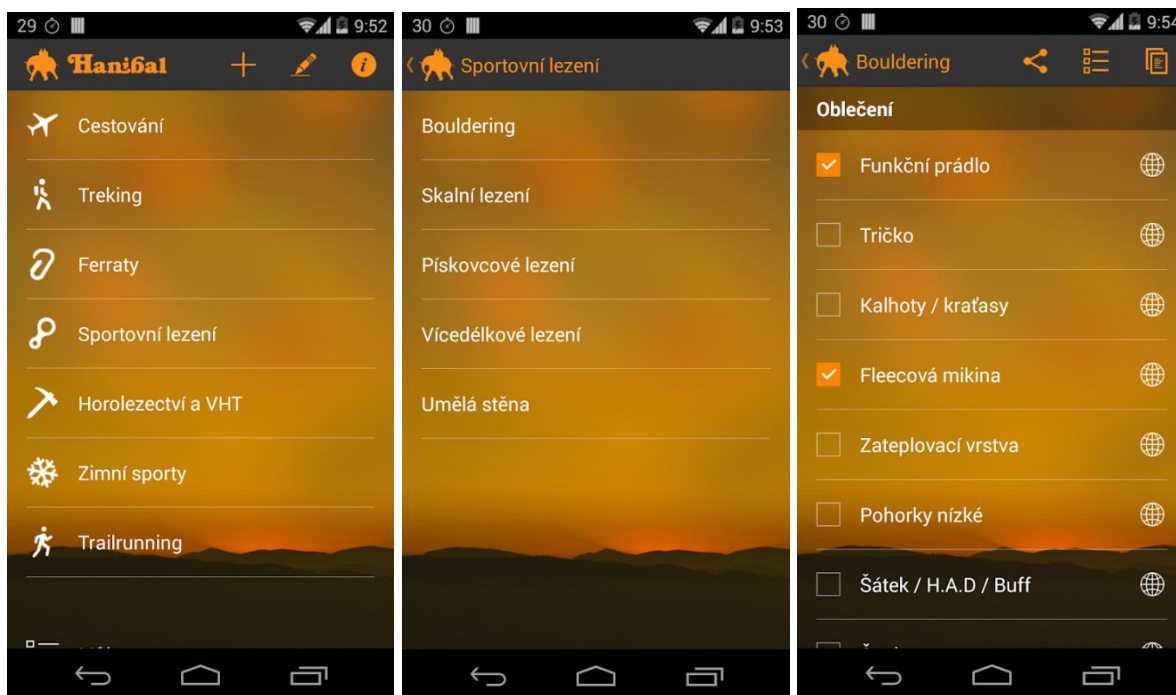 29 9:52
Hanibal
Cestování
Treking
Ferraty
Sportovní lezení
Horolezectví a VHT
Zimní sporty
Trailrunning
30 9:53
Sportovní lezení
Bouldering
Skalní lezení
Pískovcové lezení
Vícedélkové lezení
Umělá stěna
30 9:54
Bouldering
Oblečení
Funkční prádlo
Tričko
Kalhoty / kraťasy
Fleecová mikina
Zateplovací vrstva
Pohorky nízké
Šátek / H.A.D / Buff